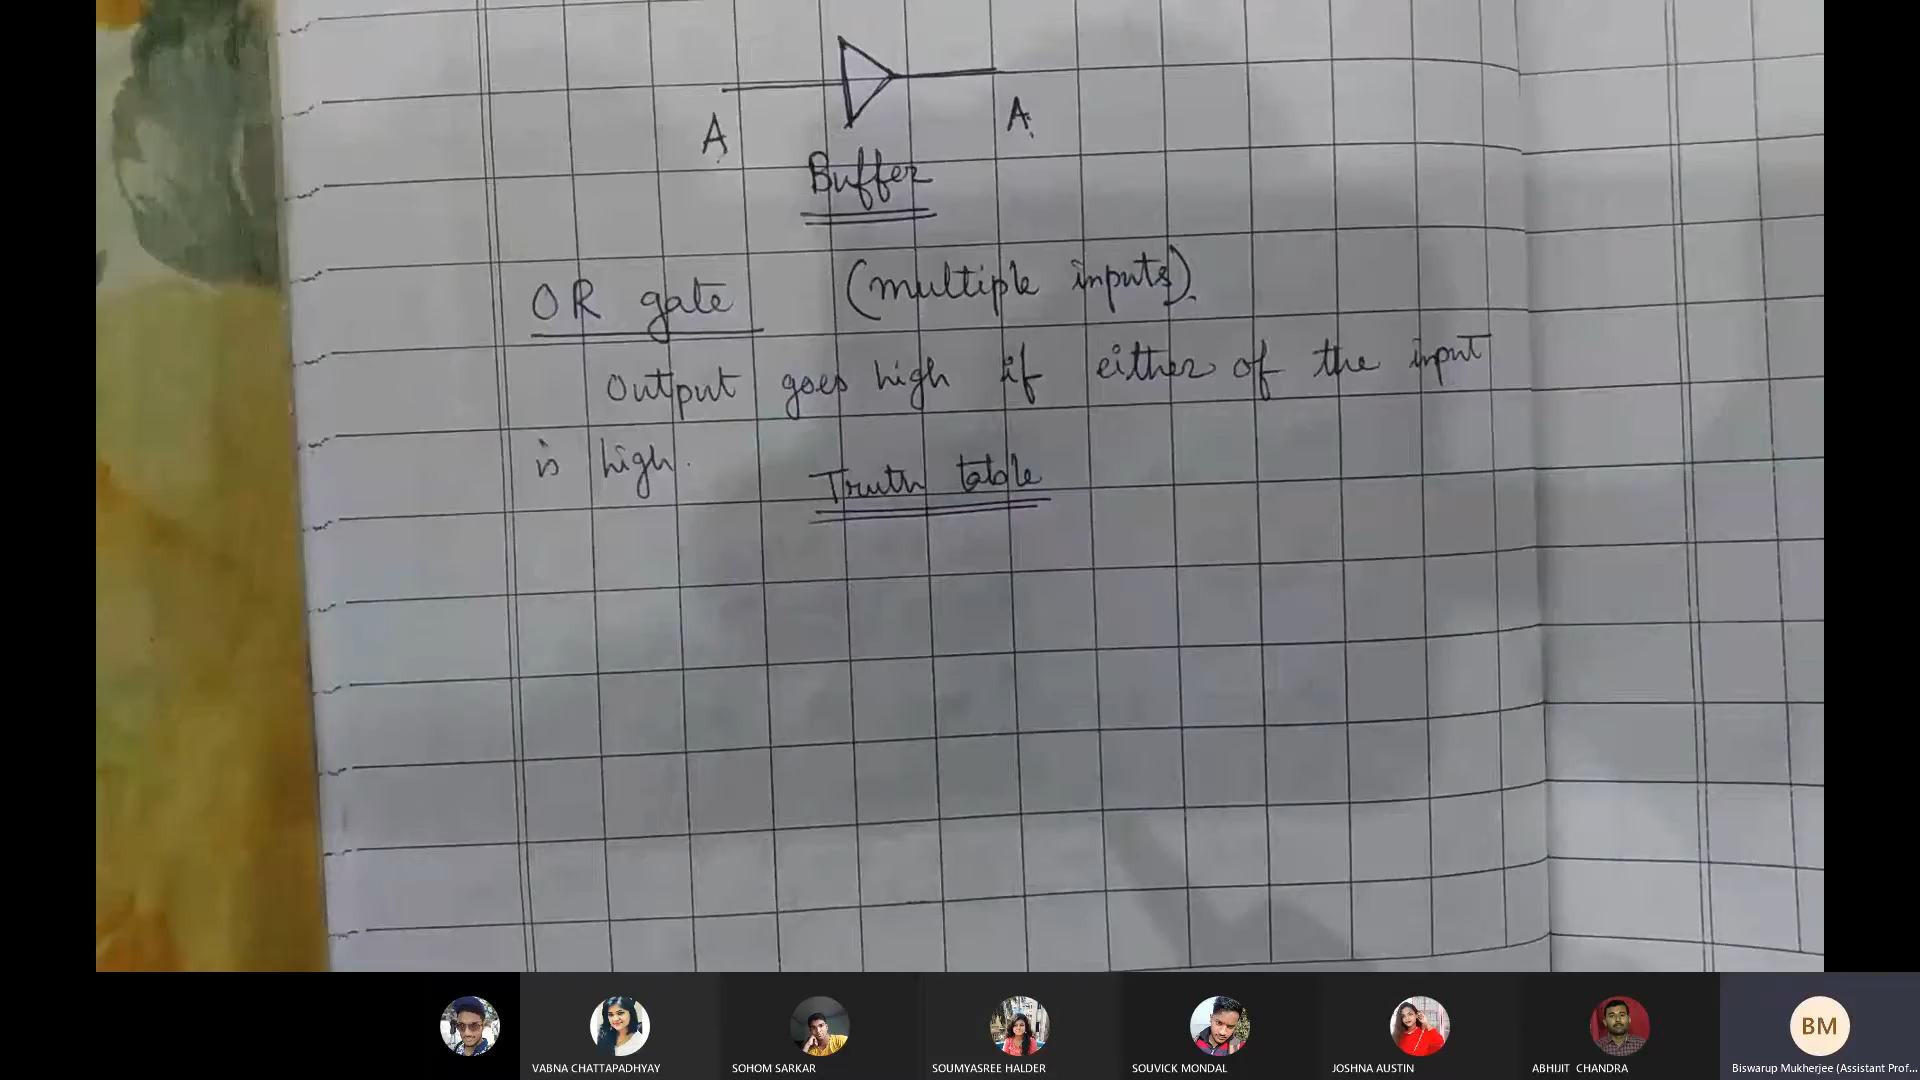 A
A
Buffer
OR gate (multiple inputs).
Output goes high if either of the input
is high.
Truth table
VABNA CHATTAPADHYAY
SOHOM SARKAR
SOUMYASREE HALDER
SOUVICK MONDAL
JOSHNA AUSTIN
ABHIJIT CHANDRA
BM
Biswarup Mukherjee (Assistant Prof...